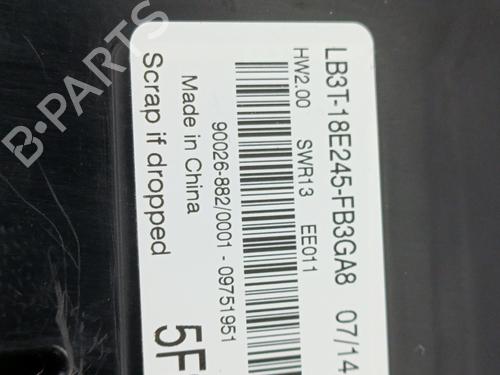 LB3T-18E245-FB3GA8 07/14
HW2.00 SWR13 EE011
90026-882/0001 - 09751951
Made in China
Scrap if dropped
5F
B-PARTS